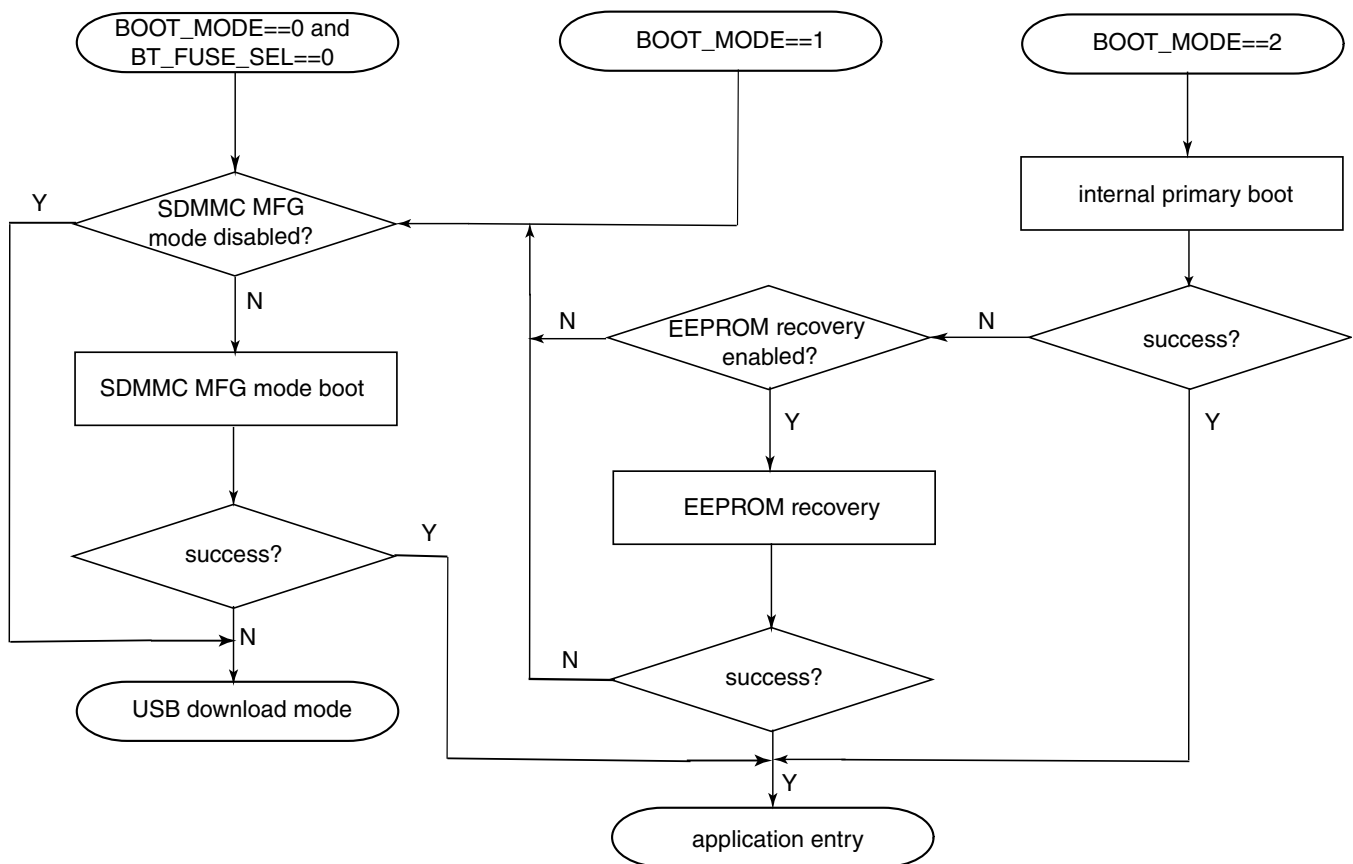 BOOT_MODE==0 and
BT_FUSE_SEL==0
BOOT_MODE==1
BOOT_MODE==2
internal primary boot
Y
SDMMC MFG
mode disabled?
N
EEPROM recovery
enabled?
N
N
success?
SDMMC MFG mode boot
Y
Y
EEPROM recovery
success?
Y
N
N
success?
USB download mode
Y
application entry